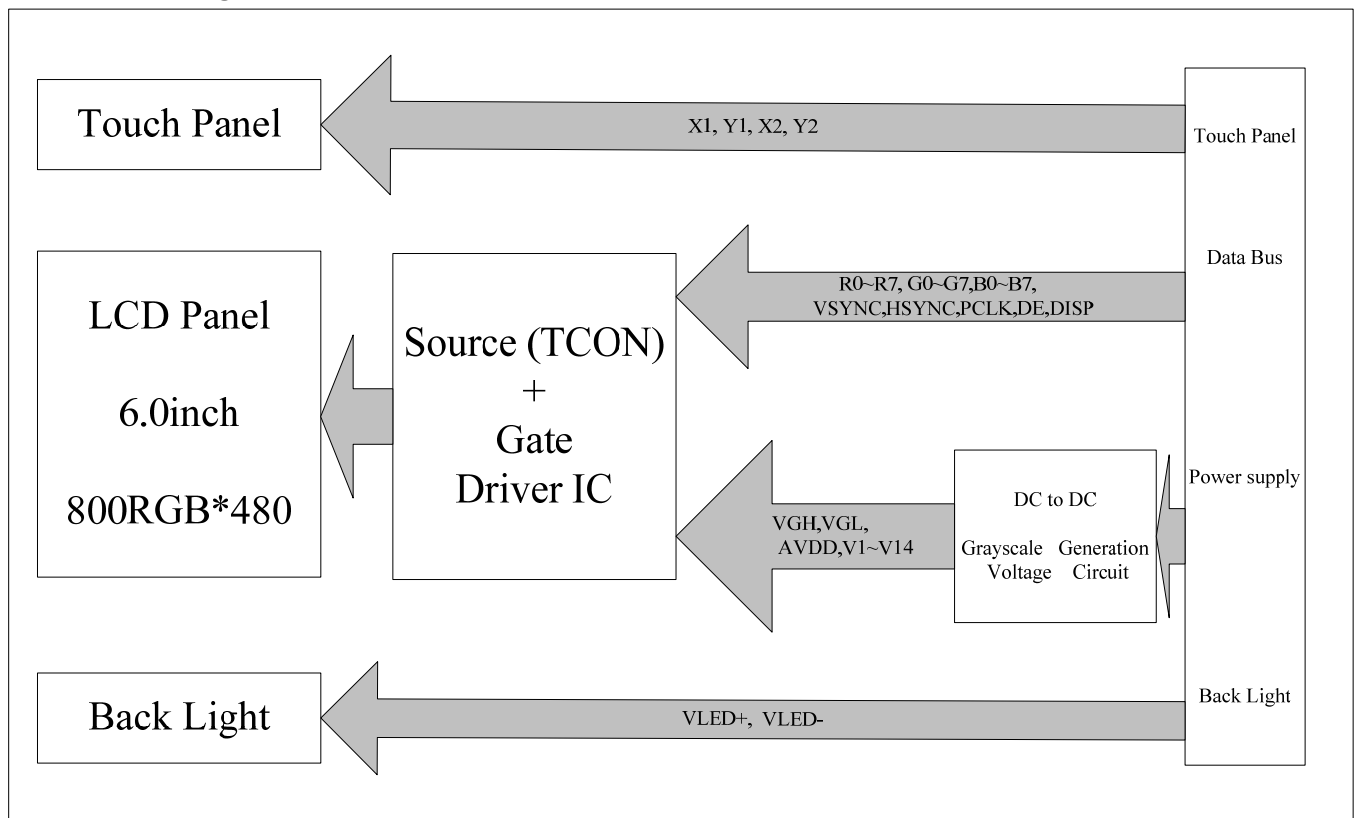 Touch Panel
X1, Y1, X2, Y2
Touch Panel
LCD Panel
6.0inch
800RGB*480
Source (TCON)
+
Gate
Driver IC
R0~R7, G0~G7,B0~B7,
VSYNC,HSYNC,PCLK,DE,DISP
Data Bus
VGH,VGL,
AVDD,V1~V14
DC to DC
Grayscale Generation
Voltage Circuit
Power supply
Back Light
VLED+, VLED-
Back Light